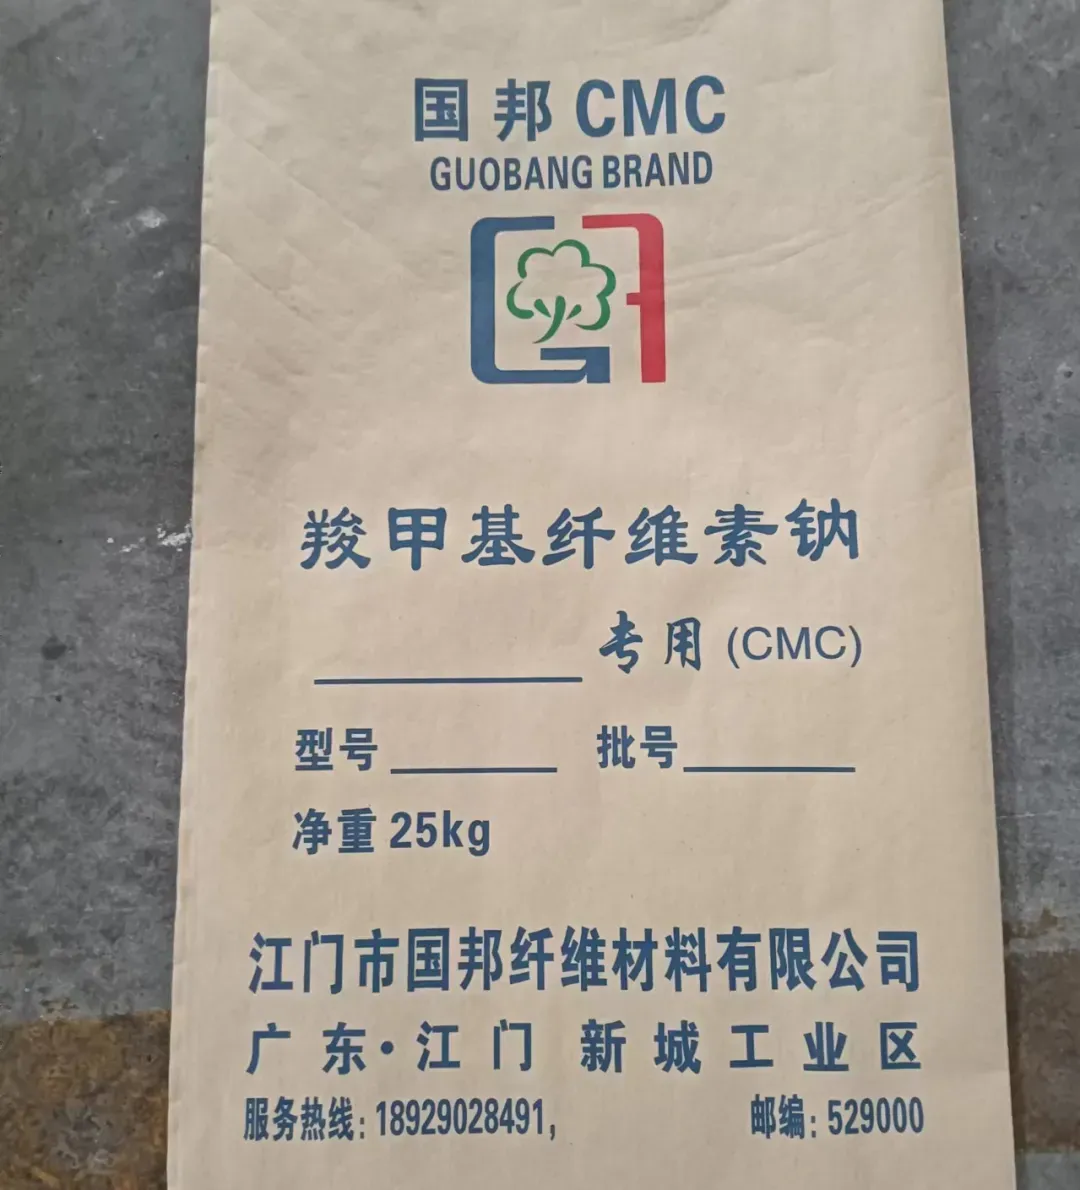 国邦CMC
GUOBANG BRAND
羧甲基纤维素钠
专用(CMC)
型号 批号
净重25kg
江门市国邦纤维材料有限公司
广东·江门 新城工业区
服务热线:18929028491, 邮编:529000